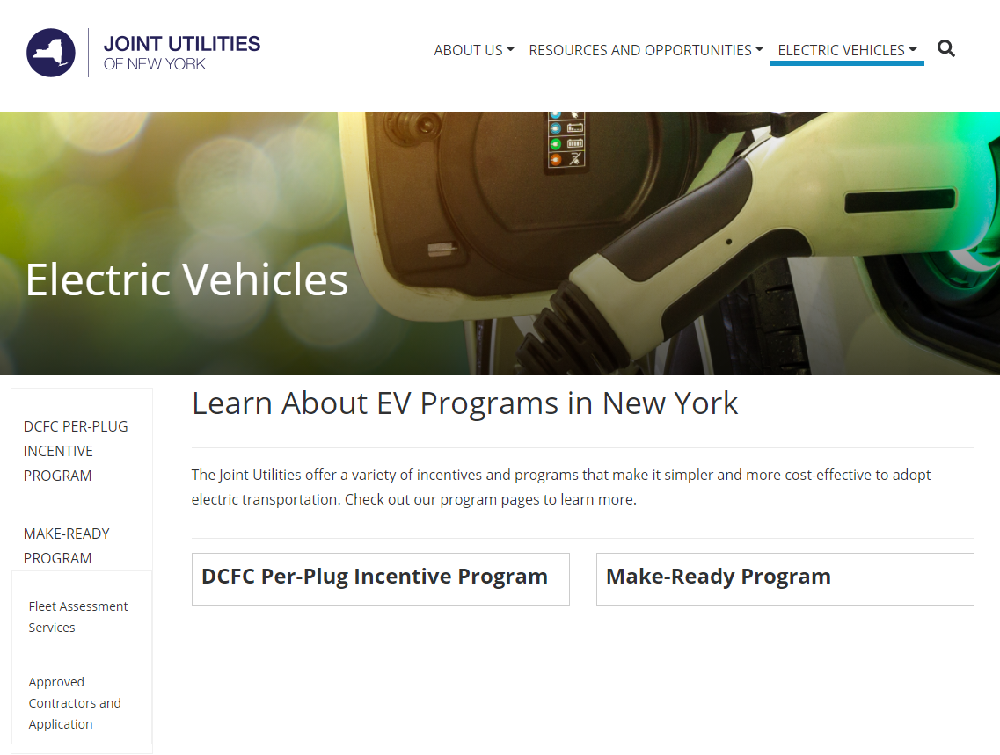 JOINT UTILITIES
OF NEW YORK
ABOUT US
RESOURCES AND OPPORTUNITIES
ELECTRIC VEHICLES
Electric Vehicles
DCFC PER-PLUG
INCENTIVE
PROGRAM
MAKE-READY
PROGRAM
Fleet Assessment
Services
Approved
Contractors and
Application
Learn About EV Programs in New York
The Joint Utilities offer a variety of incentives and programs that make it simpler and more cost-effective to adopt
electric transportation. Check out our program pages to learn more.
DCFC Per-Plug Incentive Program
Make-Ready Program